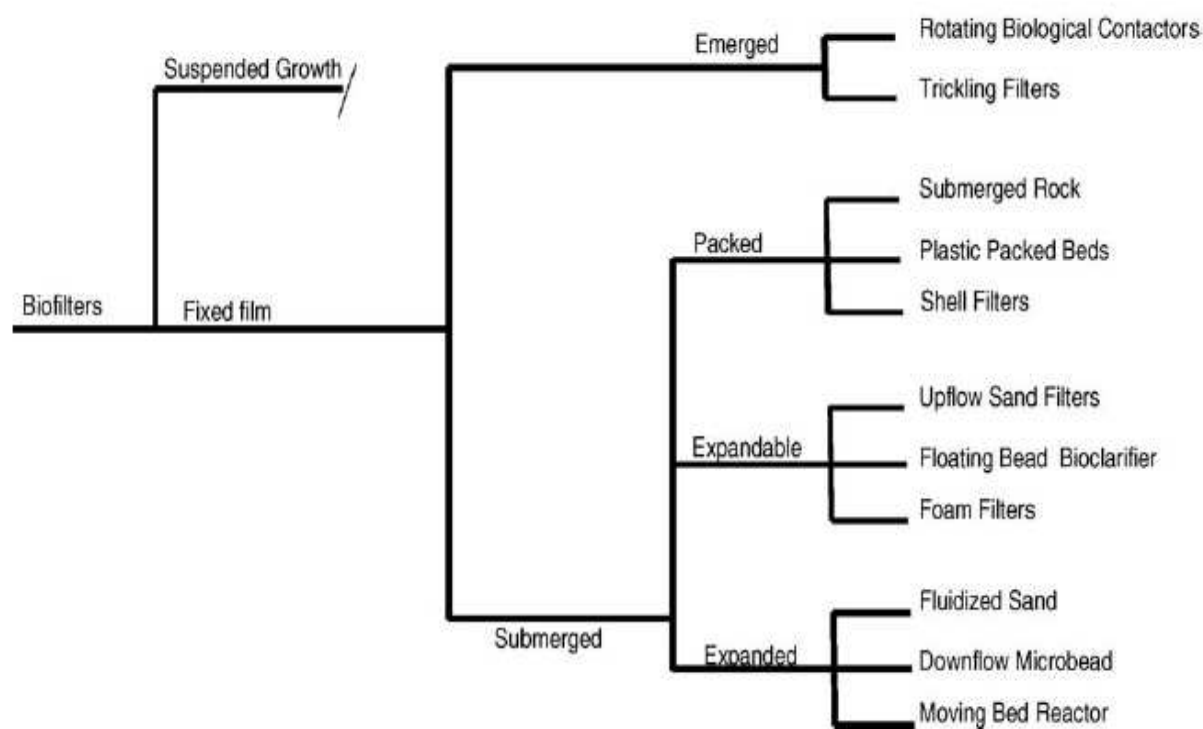 Rotating Biological Contactors
Emerged
Suspended Growth
Trickling Filters
Submerged Rock
Packed
Plastic Packed Beds
Shell Filters
Biofilters
Fixed film
Upflow Sand Filters
Expandable
Floating Bead Bioclarifier
Foam Filters
Fluidized Sand
Submerged
Expanded
Downflow Microbead
Moving Bed Reactor